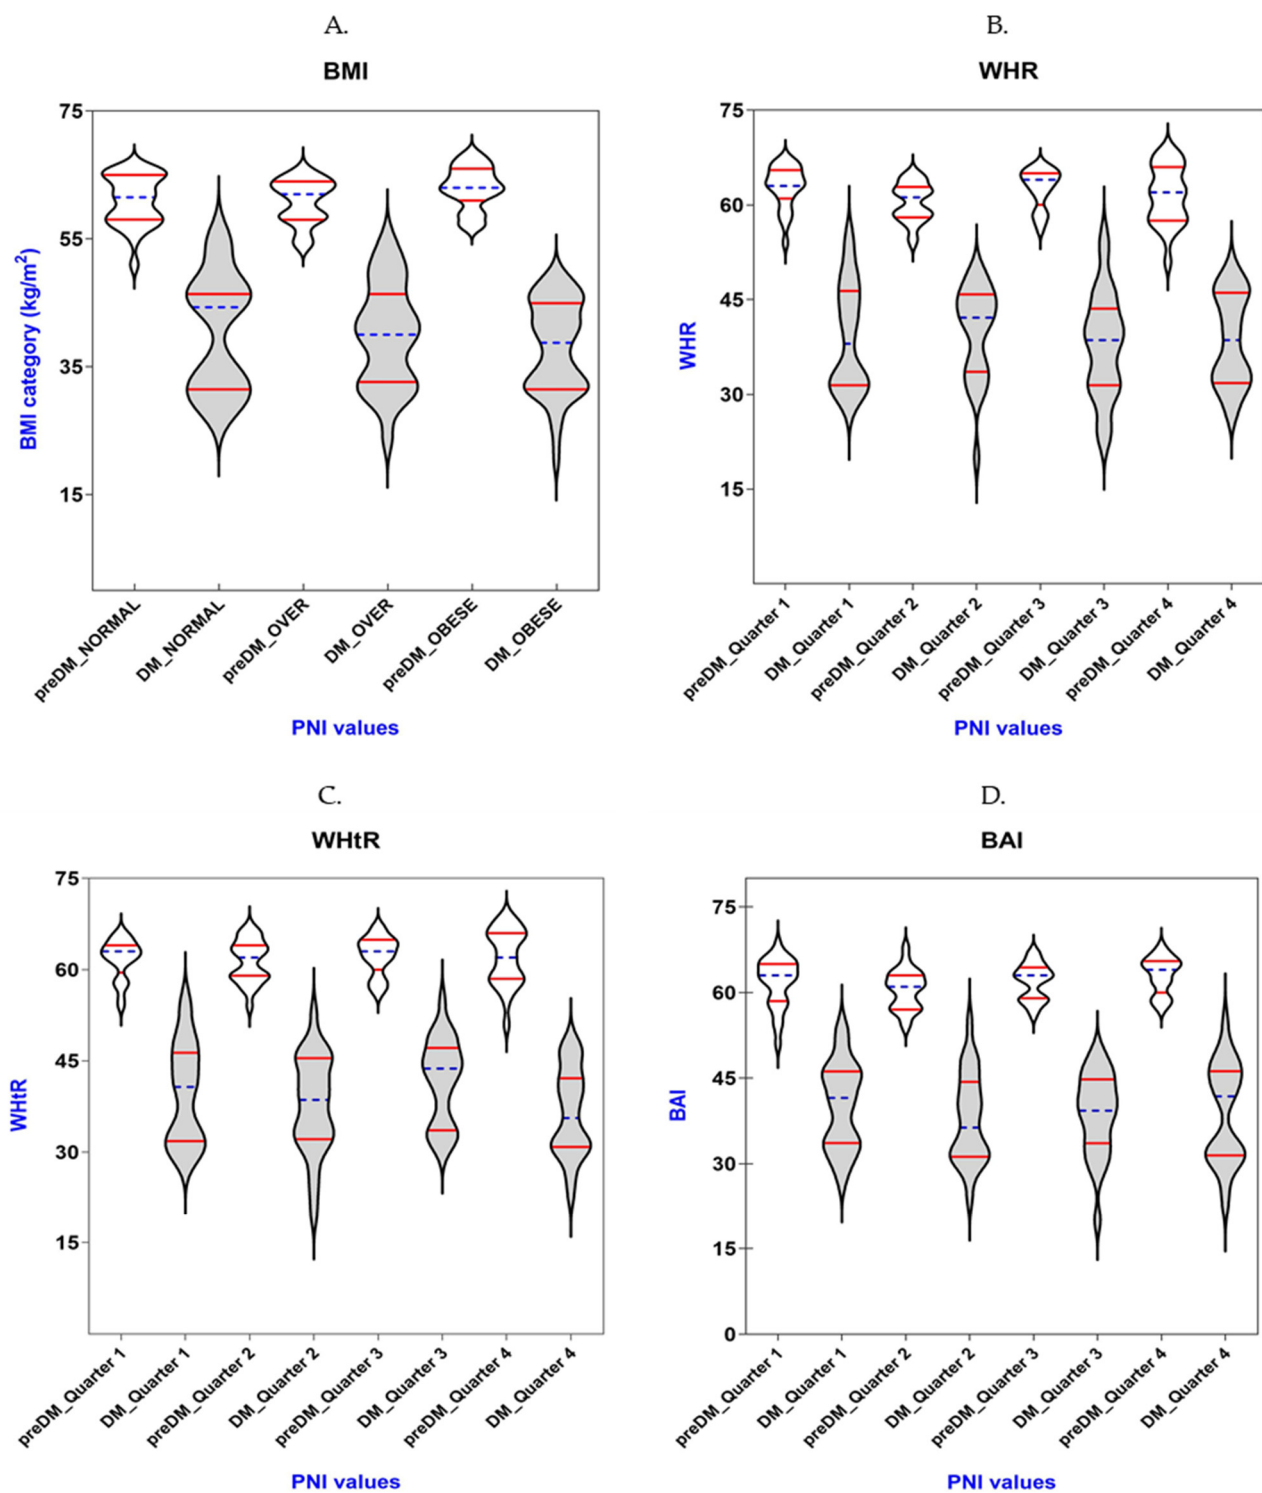 A.
BMI
75
55
35
15
BMI category (kg/m²)
preDM_NORMAL
DM_NORMAL
preDM_OVER
DM_OVER
preDM_OBESE
DM_OBESE
PNI values
B.
WHR
75
60
45
30
15
WHR
preDM_Quarter 1
DM_Quarter 1
preDM_Quarter 2
DM_Quarter 2
preDM_Quarter 3
DM_Quarter 3
preDM_Quarter 4
DM_Quarter 4
PNI values
C.
WHtR
75
60
45
30
15
WHtR
preDM_Quarter 1
DM_Quarter 1
preDM_Quarter 2
DM_Quarter 2
preDM_Quarter 3
DM_Quarter 3
preDM_Quarter 4
DM_Quarter 4
PNI values
D.
BAI
75
60
45
30
15
0
BAI
preDM_Quarter 1
DM_Quarter 1
preDM_Quarter 2
DM_Quarter 2
preDM_Quarter 3
DM_Quarter 3
preDM_Quarter 4
DM_Quarter 4
PNI values